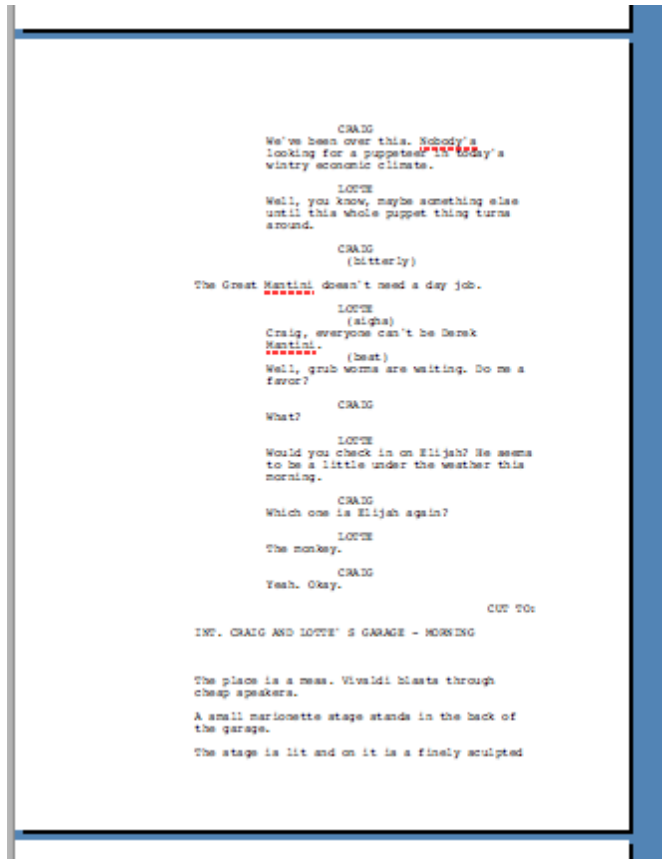 CRAIG
We've been over this. Nobody's
looking for a puppeteer in today's
wintry economic climate.
LOTTE
Well, you know, maybe something else
until this whole puppet thing turns
around.
CRAIG
(bitterly)
The Great Mantini doesn't need a day job.
LOTTE
(sighs)
Craig, everyone can't be Derek
Mantini.
(beat)
Well, grub worms are waiting. Do me a
favor?
CRAIG
What?
LOTTE
Would you check in on Elijah? He seems
to be a little under the weather this
morning.
CRAIG
Which one is Elijah again?
LOTTE
The monkey.
CRAIG
Yeah. Okay.
CUT TO:
INT. CRAIG AND LOTTE' S GARAGE - MORNING
The place is a mess. Vivaldi blasts through
cheap speakers.
A small marionette stage stands in the back of
the garage.
The stage is lit and on it is a finely sculpted